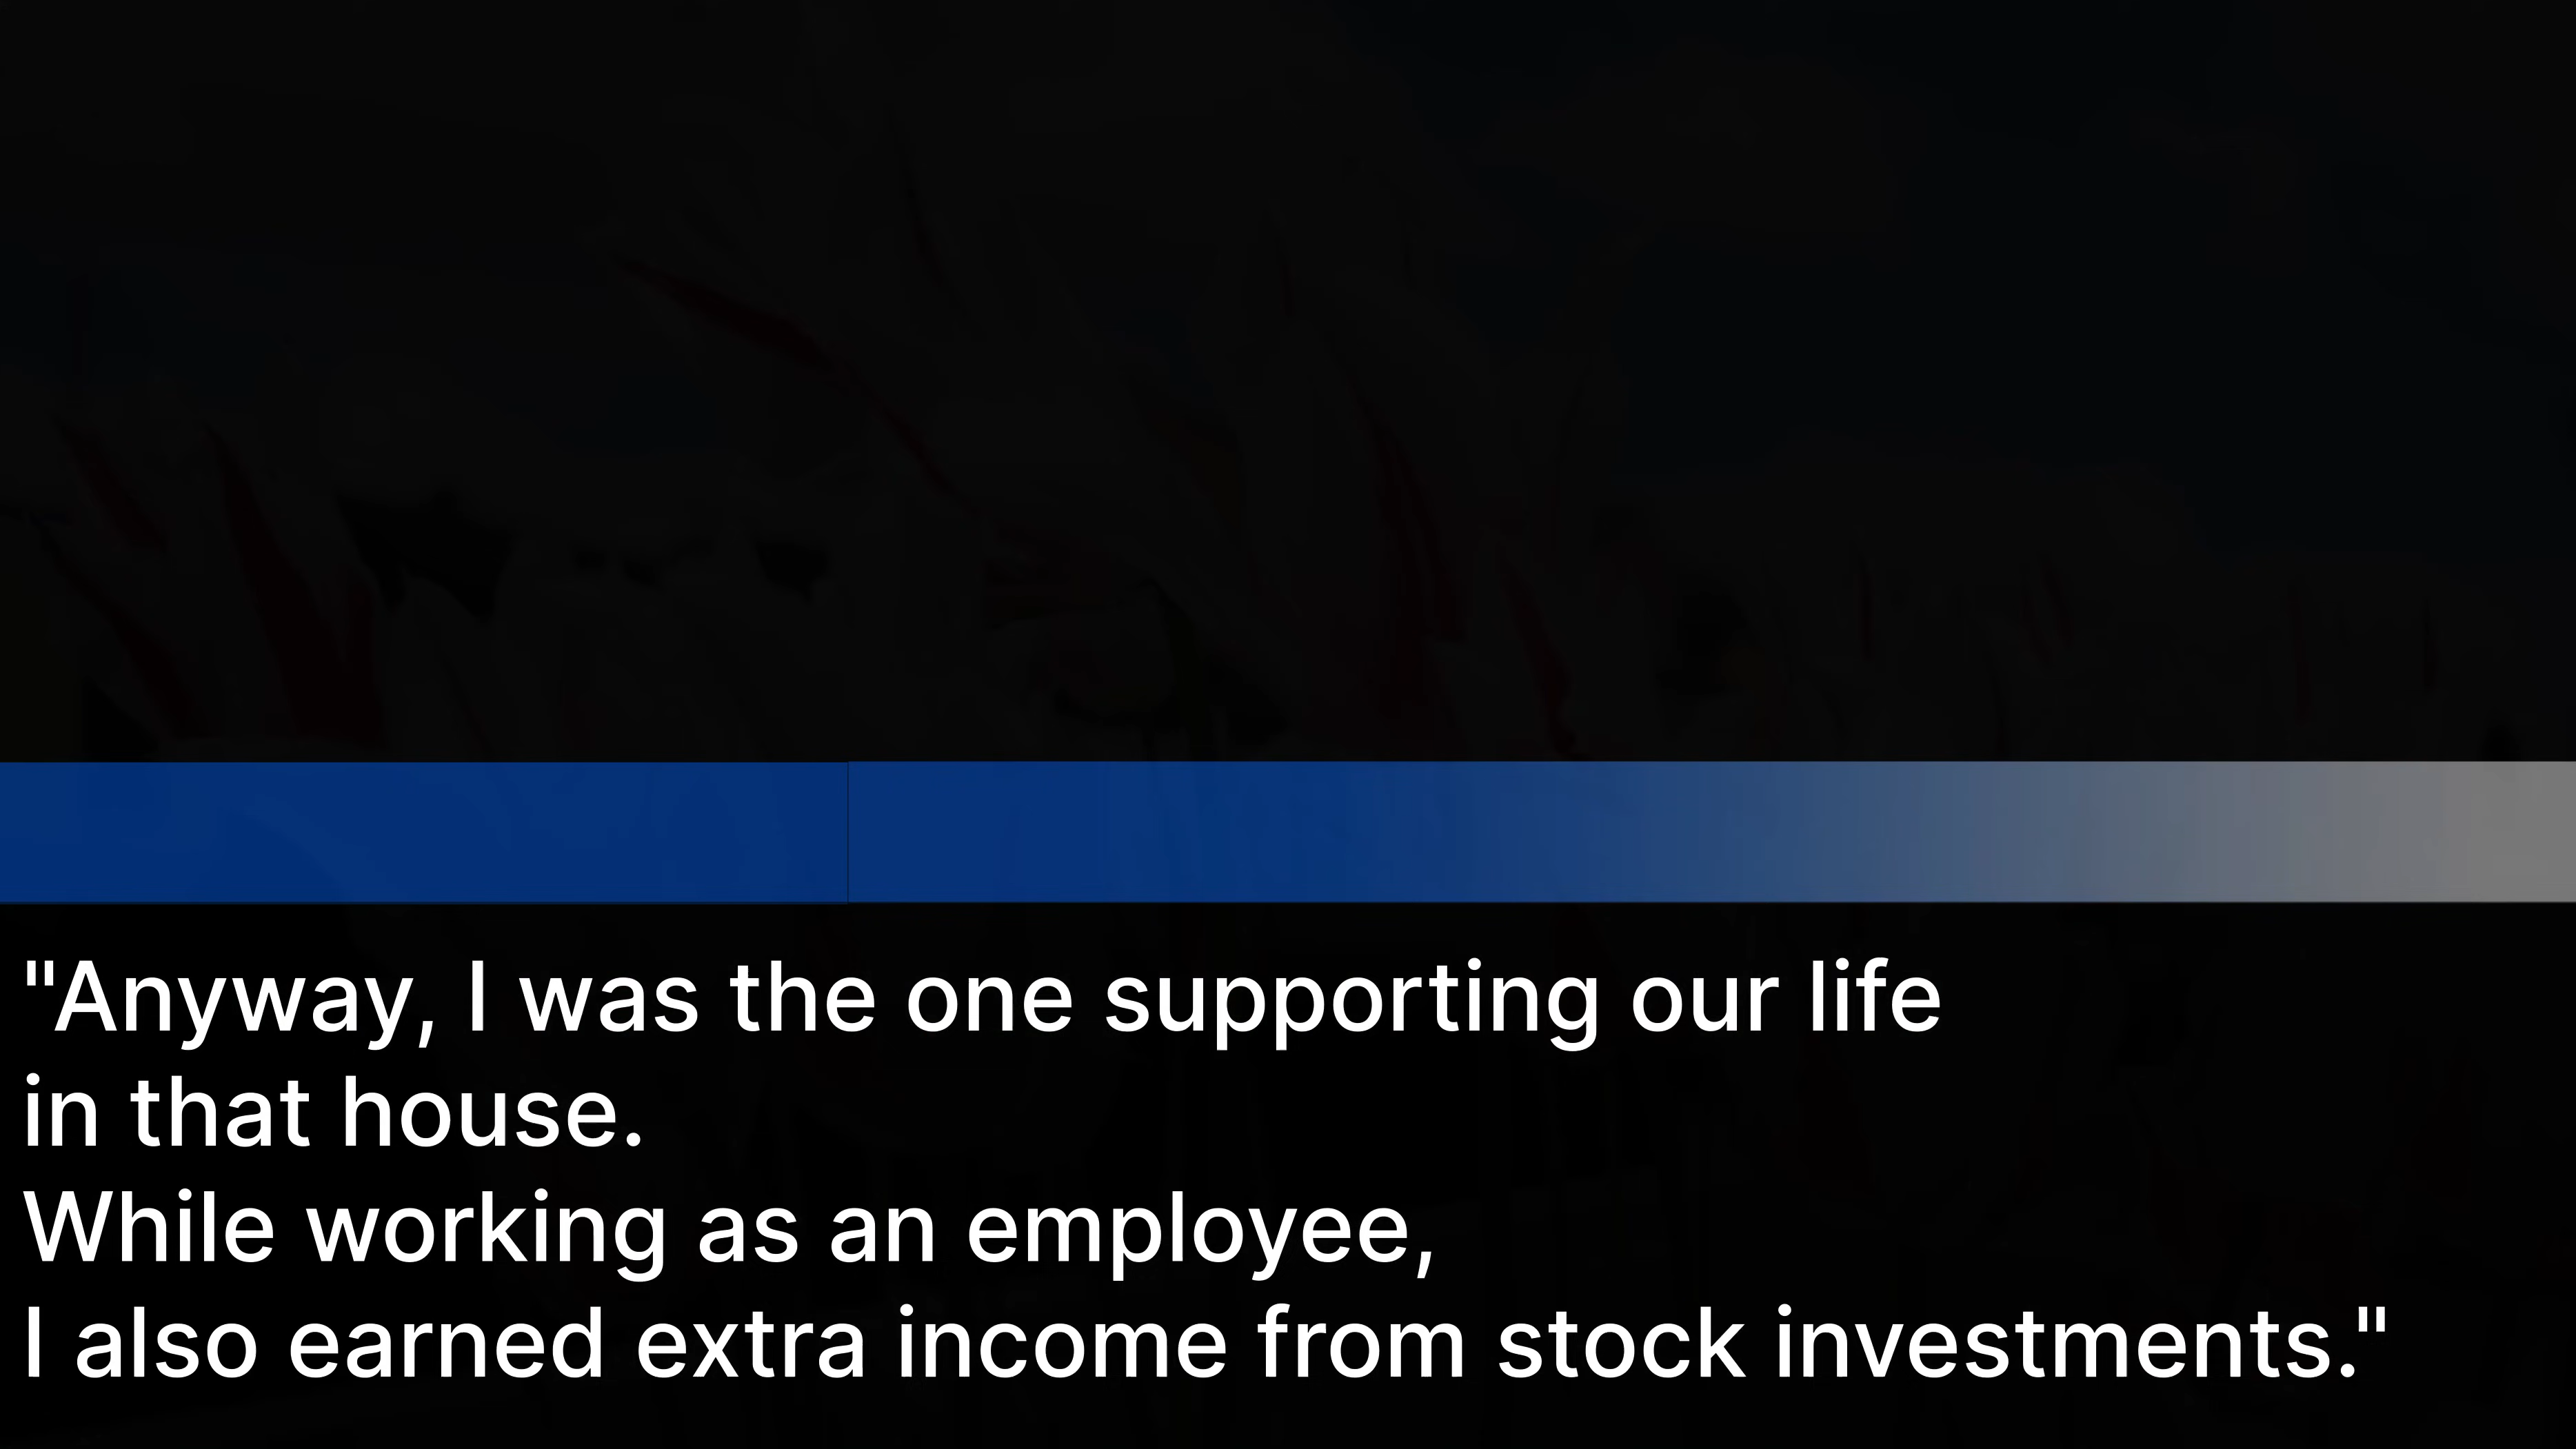 "Anyway, I was the one supporting our life
in that house.
While working as an employee,
I also earned extra income from stock investments."